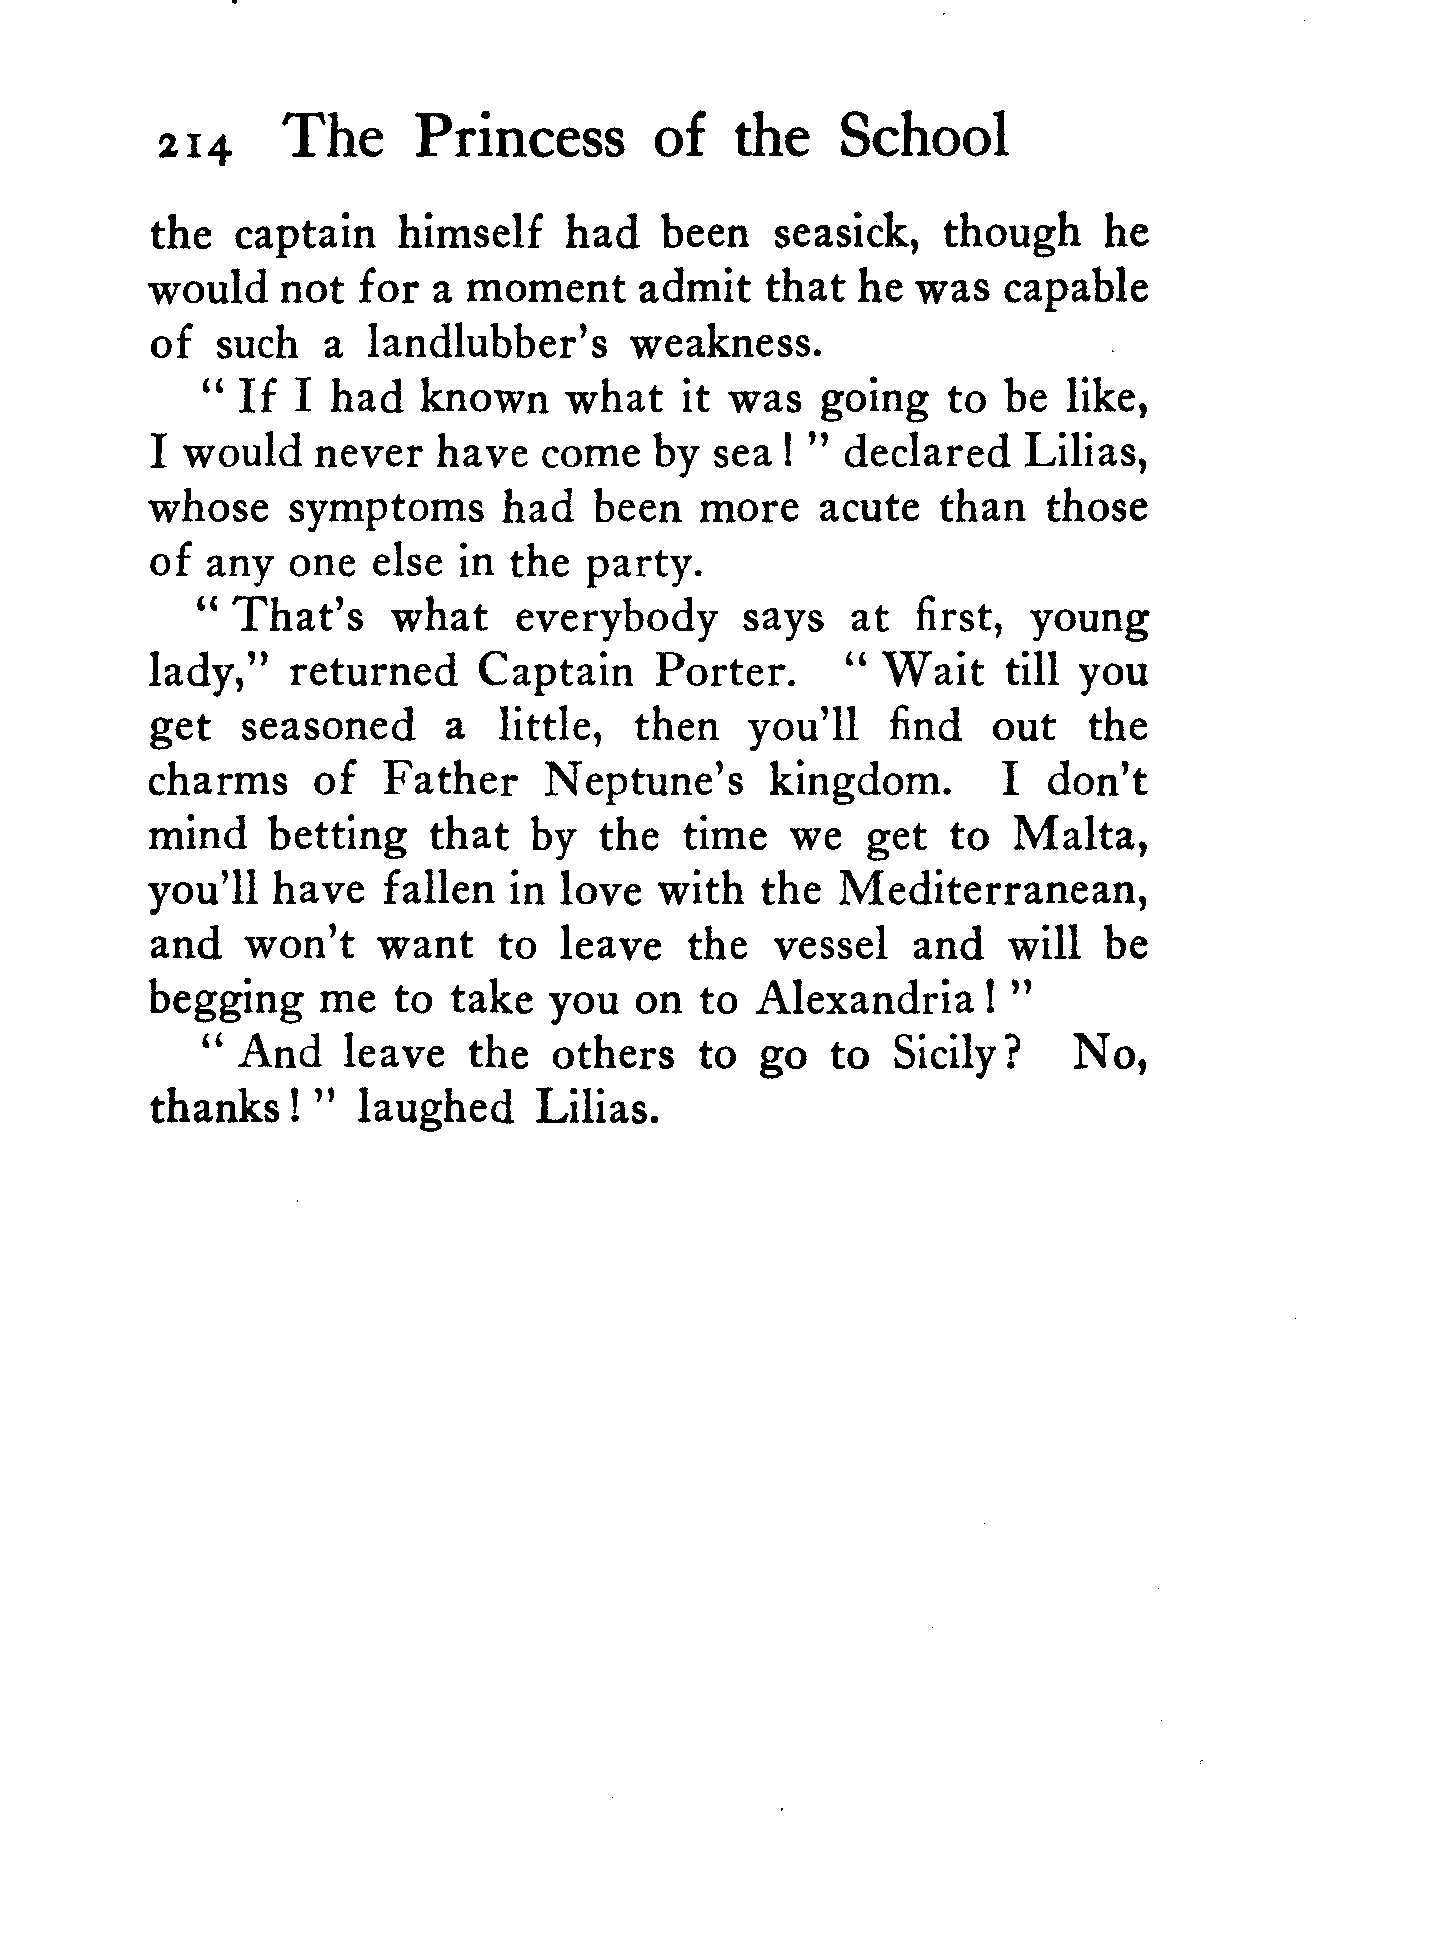 214 The Princess of the School
the captain himself had been seasick, though he
would not for a moment admit that he was capable
of such a landlubber's weakness.
" If I had known what it was going to be like,
I would never have come by sea ! " declared Lilias,
whose symptoms had been more acute than those
of any one else in the party.
" That's what everybody says at first, young
lady," returned Captain Porter. " Wait till you
get seasoned a little, then you'll find out the
charms of Father Neptune's kingdom. I don't
mind betting that by the time we get to Malta,
you'll have fallen in love with the Mediterranean,
and won't want to leave the vessel and will be
begging me to take you on to Alexandria ! "
" And leave the others to go to Sicily ? No,
thanks ! " laughed Lilias.